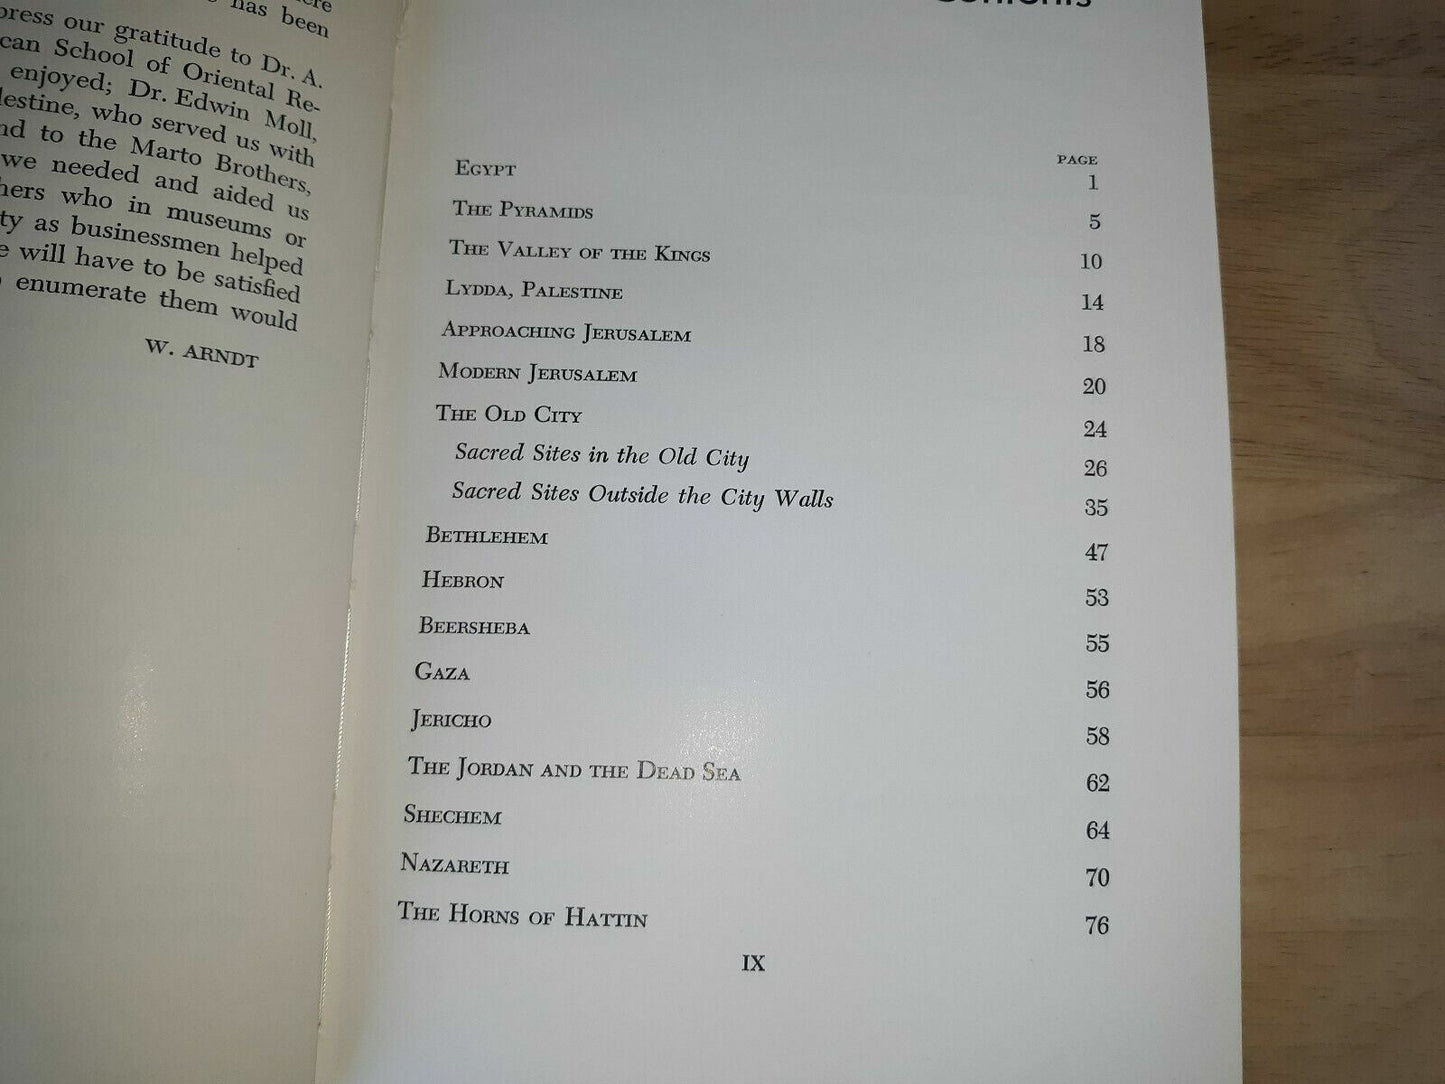 has been
press our gratitude to Dr. A.
can School of Oriental Re-
enjoyed; Dr. Edwin Moll,
lestine, who served us with
nd to the Marto Brothers,
we needed and aided us
hers who in museums or
ty as businessmen helped
e will have to be satisfied
enumerate them would
W. ARNDT
Contents
PAGE
EGYPT 1
THE PYRAMIDS 5
THE VALLEY OF THE KINGS 10
LYDDA, PALESTINE 14
APPROACHING JERUSALEM 18
MODERN JERUSALEM 20
THE OLD CITY 24
Sacred Sites in the Old City 26
Sacred Sites Outside the City Walls 35
BETHLEHEM 47
HEBRON 53
BEERSHEBA 55
GAZA 56
JERICHO 58
THE JORDAN AND THE DEAD SEA 62
SHECHEM 64
NAZARETH 70
THE HORNS OF HATTIN 76
IX